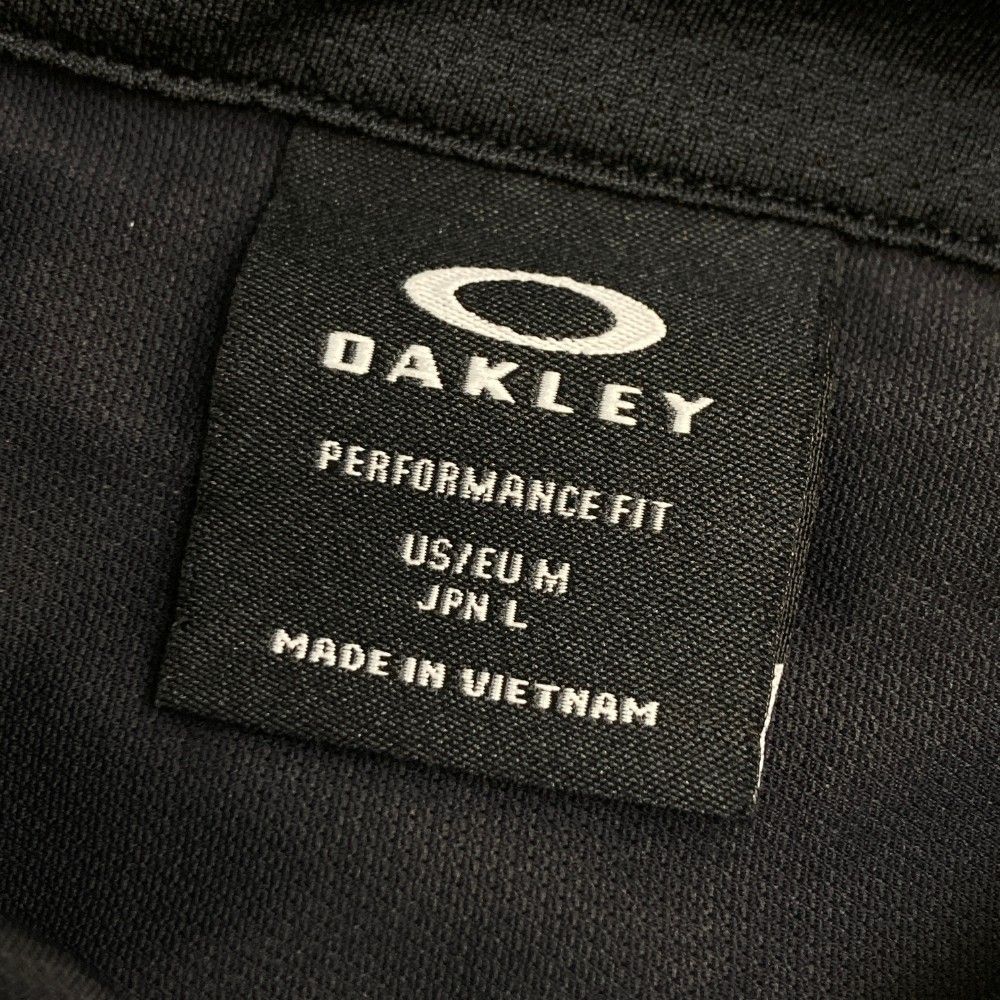 OAKLEY
PERFORMANCE FIT
US/EU M
JPN L
MADE IN VIETNAM